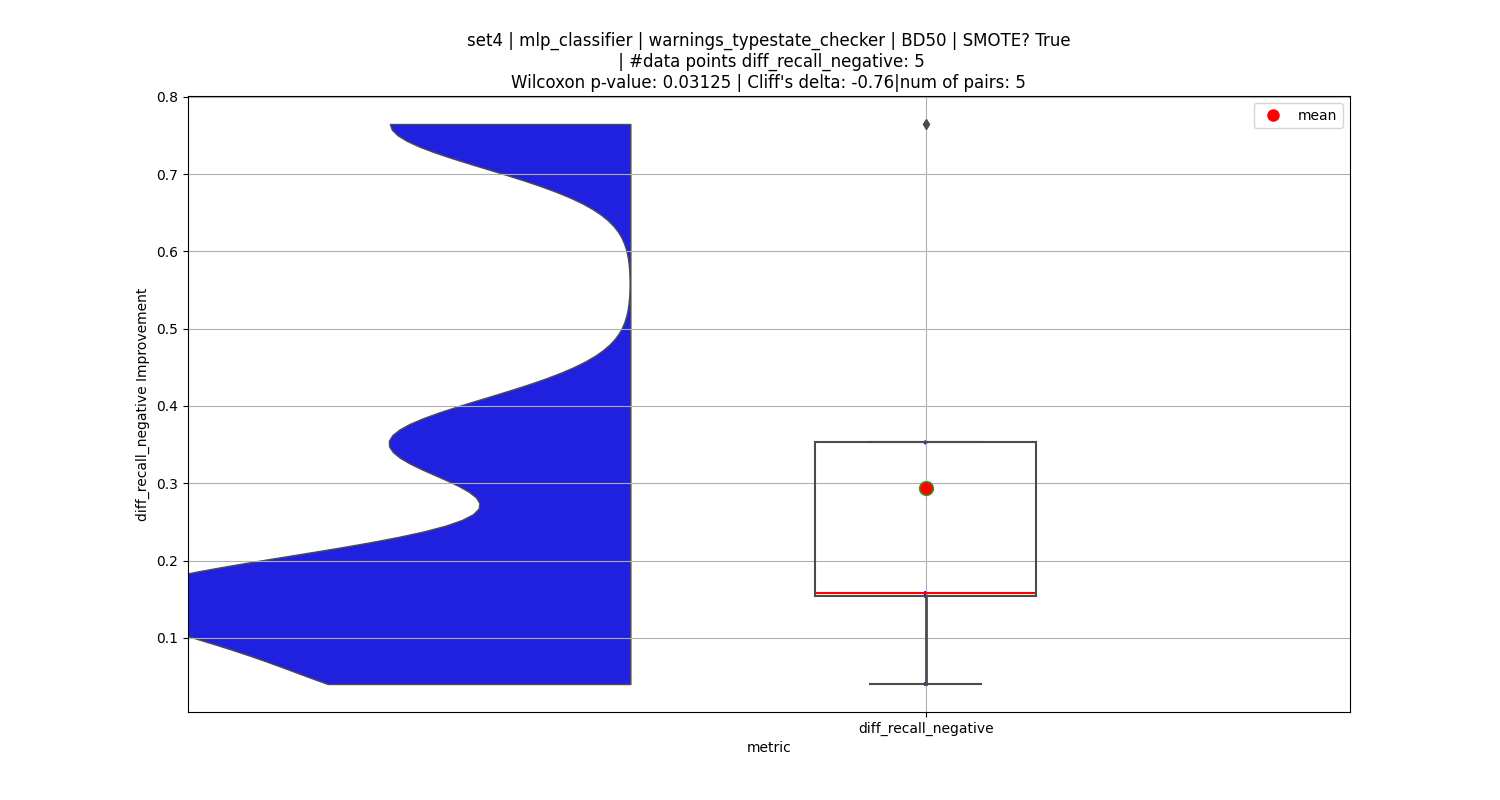 set4 | mlp_classifier | warnings_typestate_checker | BD50 | SMOTE? True
| #data points diff_recall_negative: 5
Wilcoxon p-value: 0.03125 | Cliff's delta: -0.76|num of pairs: 5
mean
0.8
0.7
0.6
0.5
0.4
0.3
0.2
0.1
diff_recall_negative Improvement
diff_recall_negative
metric